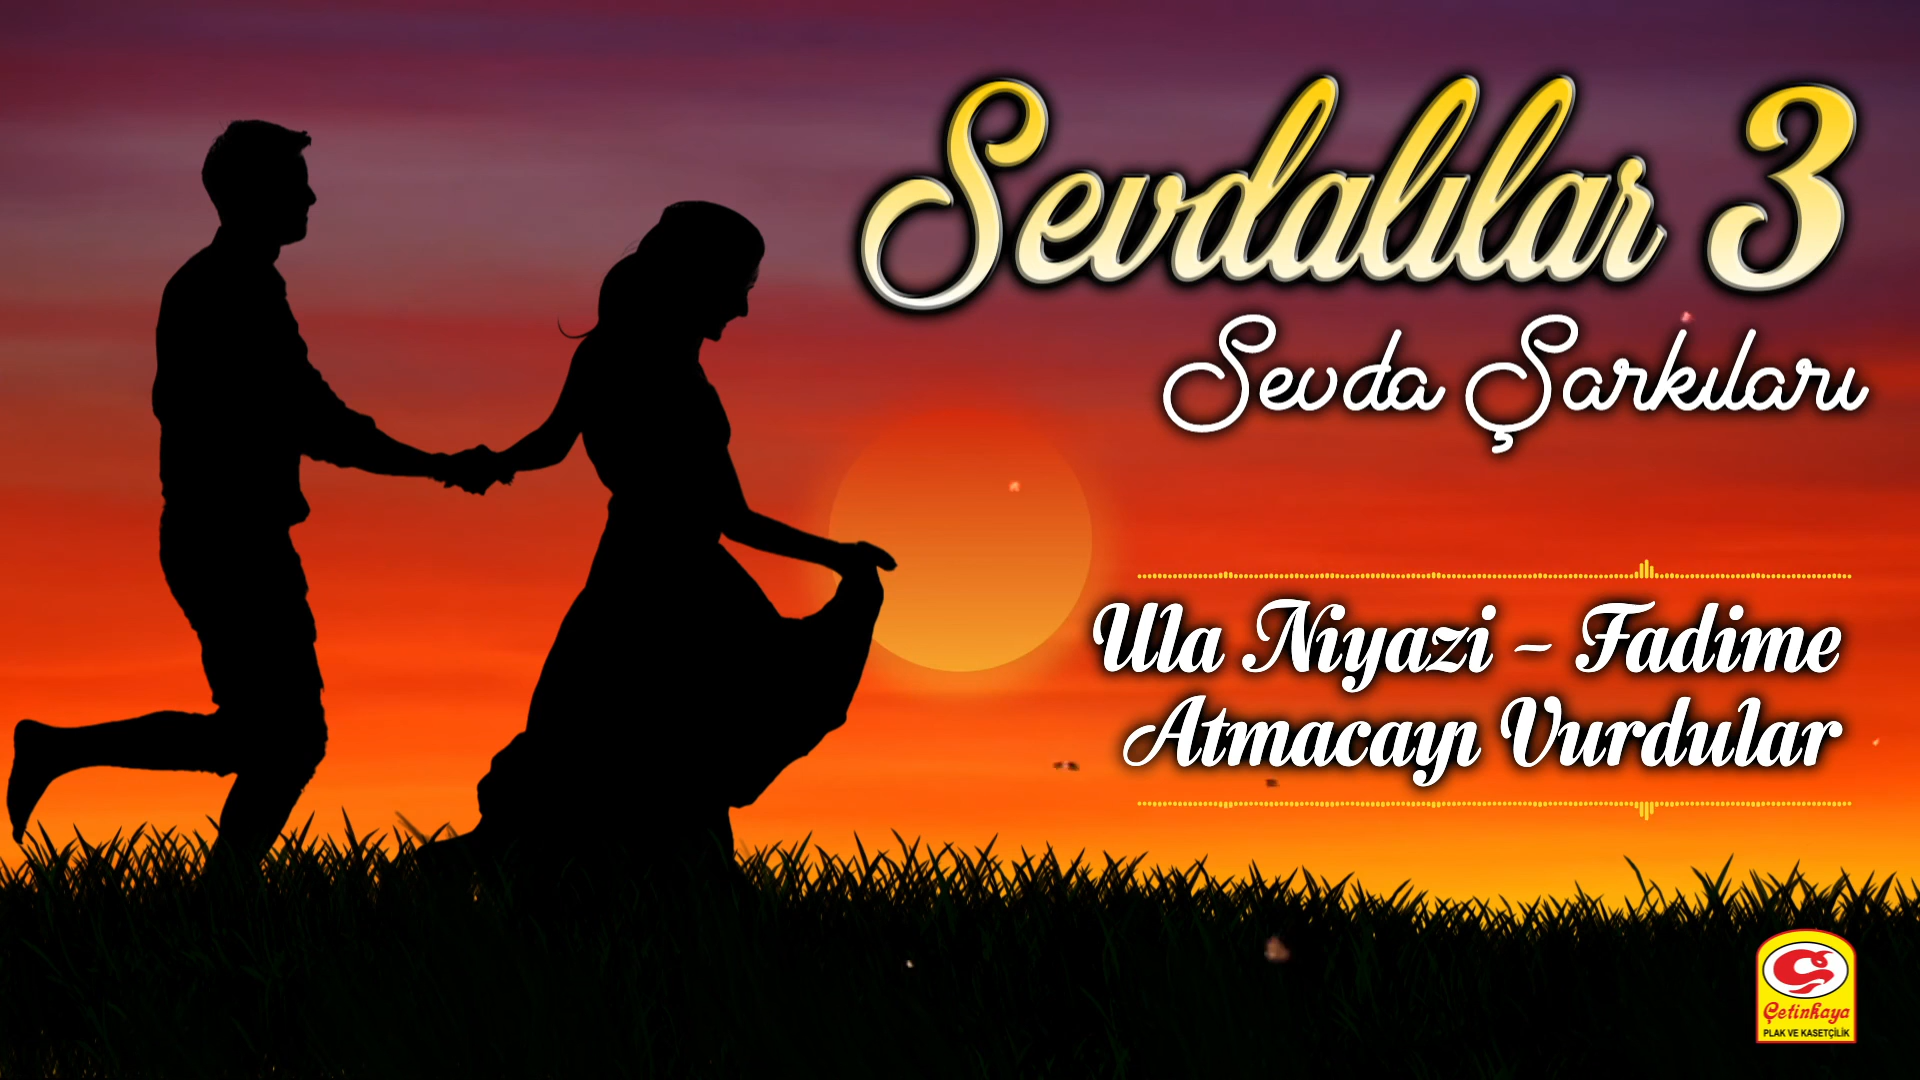 Sevdalılar 3
Sevda Şarkıları
Ula Niyazi - Fadime
Atmacayı Vurdular
Çetinkaya
PLAK VE KASETÇİLİK